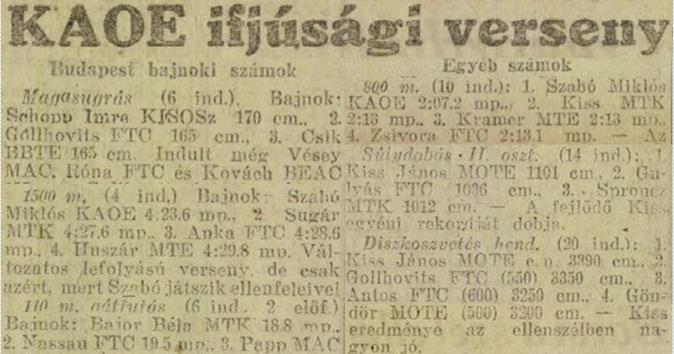 KAOE ifjúsági verseny
Budapest bajnoki számok
Magasugrás (6 ind.). Bajnok:
Schopp Imre KISOSz 170 cm., 2.
Gollhovits FTC 165 cm., 3. Csik
BBTE 165 cm. Indult még Vésey
MAC, Róna FTC és Kovách BEAC
1500 m. (4 ind.) Bajnok: Szabó
Miklós KAOE 4:23.6 mp., 2. Sugár
MTK 4:27.6 mp., 3. Anka FTC 4:28.6
mp., 4. Huszár MTE 4:29.8 mp. Vál-
tozatos lefolyású verseny, de csak
azért, mert Szabó játszik ellenfeleivel
110 m. gátfutás (6 ind., 2 előf.)
Bajnok: Bajor Béla MTK 18.8 mp.,
2. Nassau FTC 19.5 mp., 3. Papp MAC
Egyéb számok
800 m. (10 ind.): 1. Szabó Miklós
KAOE 2:07.2 mp., 2. Kiss MTK
2:13 mp., 3. Kramer MTE 2:13 mp.,
4. Zsivora FTC 2:13.1 mp. — Az
Súlydobás II. oszt. (14 ind.): 1.
Kiss János MOTE 1101 cm., 2. Gu-
lyás FTC 1036 cm., 3. Sproncz
MTK 1012 cm. — A fejlődő Kiss
egyéni rekordját dobja.
Diszkoszvetés hend. (20 ind.): 1.
Kiss János MOTE e. n. 3390 cm., 2.
Gollhovits FTC (550) 3350 cm., 3.
Antos FTC (600) 3250 cm., 4. Gön-
dör MOTE (500) 3200 cm. — Kiss
eredménye az ellenszélben na-
gyon jó.